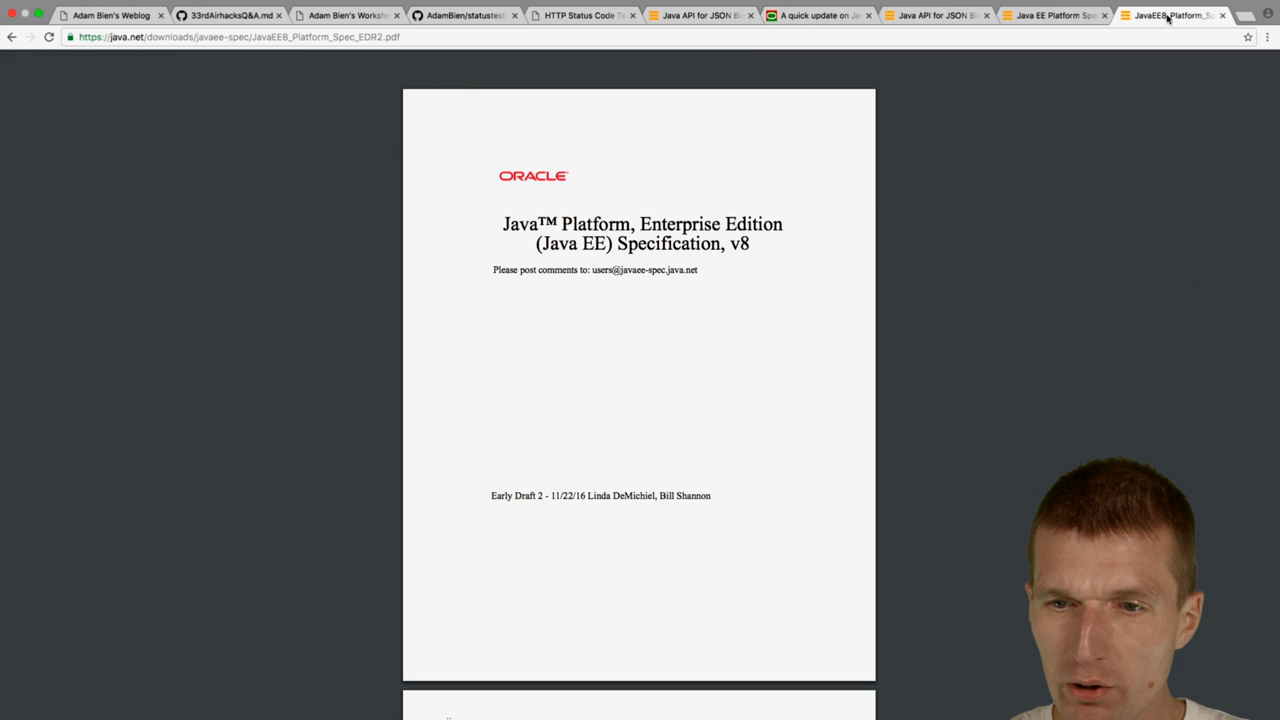 Adam Bien's Weblog
33rdAirhacksQ&A.md
Adam Bien's Worksho
AdamBien/statustest
HTTP Status Code Te
Java API for JSON Bi
A quick update on Ja
Java API for JSON Bi
Java EE Platform Spe
JavaEE8_Platform_Sp
https://java.net/downloads/javaee-spec/JavaEE8_Platform_Spec_EDR2.pdf
ORACLE
Java™ Platform, Enterprise Edition
(Java EE) Specification, v8
Please post comments to: users@javaee-spec.java.net
Early Draft 2 - 11/22/16 Linda DeMichiel, Bill Shannon